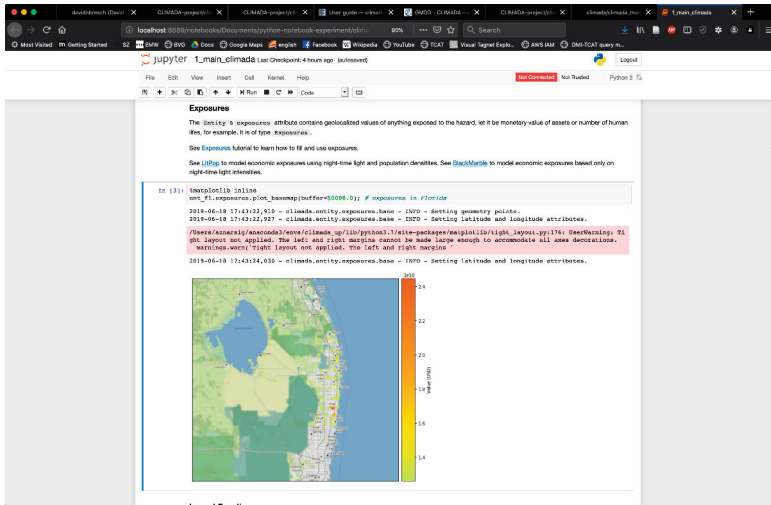 davidnbresch (David
CLIMADA-project/cli
CLIMADA-project/cli
User guide — climad
GMDD - CLIMADA –
CLIMADA-project/cli
climada/climada_mai
1_main_climada
localhost:8889/notebooks/Documents/python-notebook-experiment/clim
90%
Search
Most Visited
Getting Started
SZ
EMW
BVG
Docs
Google Maps
english
Facebook
Wikipedia
YouTube
TCAT
Visual Tagnet Explo...
AWS IAM
DMI-TCAT query m...
jupyter 1_main_climada Last Checkpoint: 4 hours ago (autosaved)
Logout
File Edit View Insert Cell Kernel Help
Not Connected
Not Trusted
Python 3
Run
Code
Exposures
The Entity's exposures attribute contains geolocalized values of anything exposed to the hazard, let it be monetary value of assets or number of human
lifes, for example. It is of type Exposures.
See Exposures tutorial to learn how to fill and use exposures.
See LitPop to model economic exposures using night-time light and population densitites. See BlackMarble to model economic exposures based only on
night-time light intensities.
In [3]: %matplotlib inline
ent_fl.exposures.plot_basemap(buffer=50000.0); # exposures in Florida
2019-06-18 17:43:22,910 - climada.entity.exposures.base - INFO - Setting geometry points.
2019-06-18 17:43:22,927 - climada.entity.exposures.base - INFO - Setting latitude and longitude attributes.
/Users/aznarsig/anaconda3/envs/climada_up/lib/python3.7/site-packages/matplotlib/tight_layout.py:176: UserWarning: Ti
ght layout not applied. The left and right margins cannot be made large enough to accommodate all axes decorations.
warnings.warn('Tight layout not applied. The left and right margins '
2019-06-18 17:43:24,030 - climada.entity.exposures.base - INFO - Setting latitude and longitude attributes.
1e10
2.4
2.0
Value (USD)
1.8
1.6
1.4